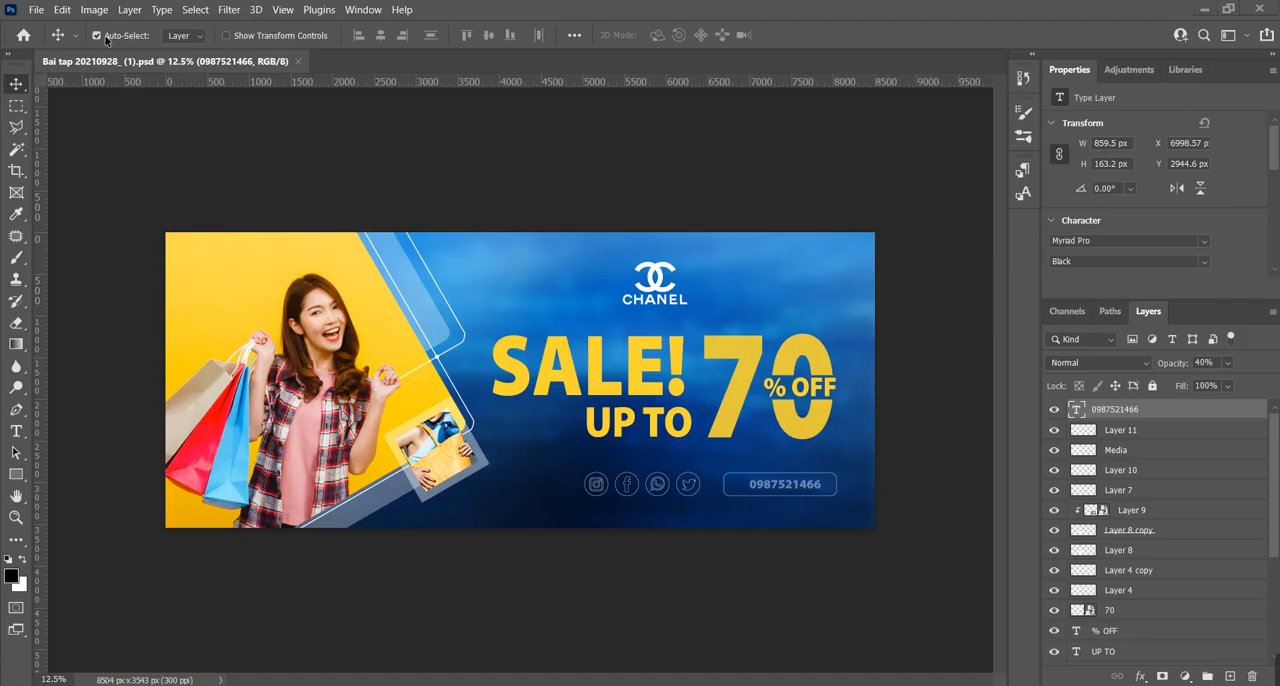 Ps File Edit Image Layer Type Select Filter 3D View Plugins Window Help
Auto-Select: Layer Show Transform Controls ••• 3D Mode:
Bai tap 20210928_ (1).psd @ 12.5% (0987521466, RGB/8) ×
500 1000 500 0 500 1000 1500 2000 2500 3000 3500 4000 4500 5000 5500 6000 6500 7000 7500 8000 8500 9000 9500
CHANEL
SALE!
UP TO
70
% OFF
0987521466
12.5% 8504 px x 3543 px (300 ppi)
Properties Adjustments Libraries
T Type Layer
Transform
W 859.5 px X 6998.57 p
H 163.2 px Y 2944.6 px
0.00°
Character
Myriad Pro
Black
Channels Paths Layers
Kind
Normal Opacity: 40%
Lock: Fill: 100%
T 0987521466
Layer 11
Media
Layer 10
Layer 7
Layer 9
Layer 8 copy
Layer 8
Layer 4 copy
Layer 4
70
T % OFF
T UP TO
fx